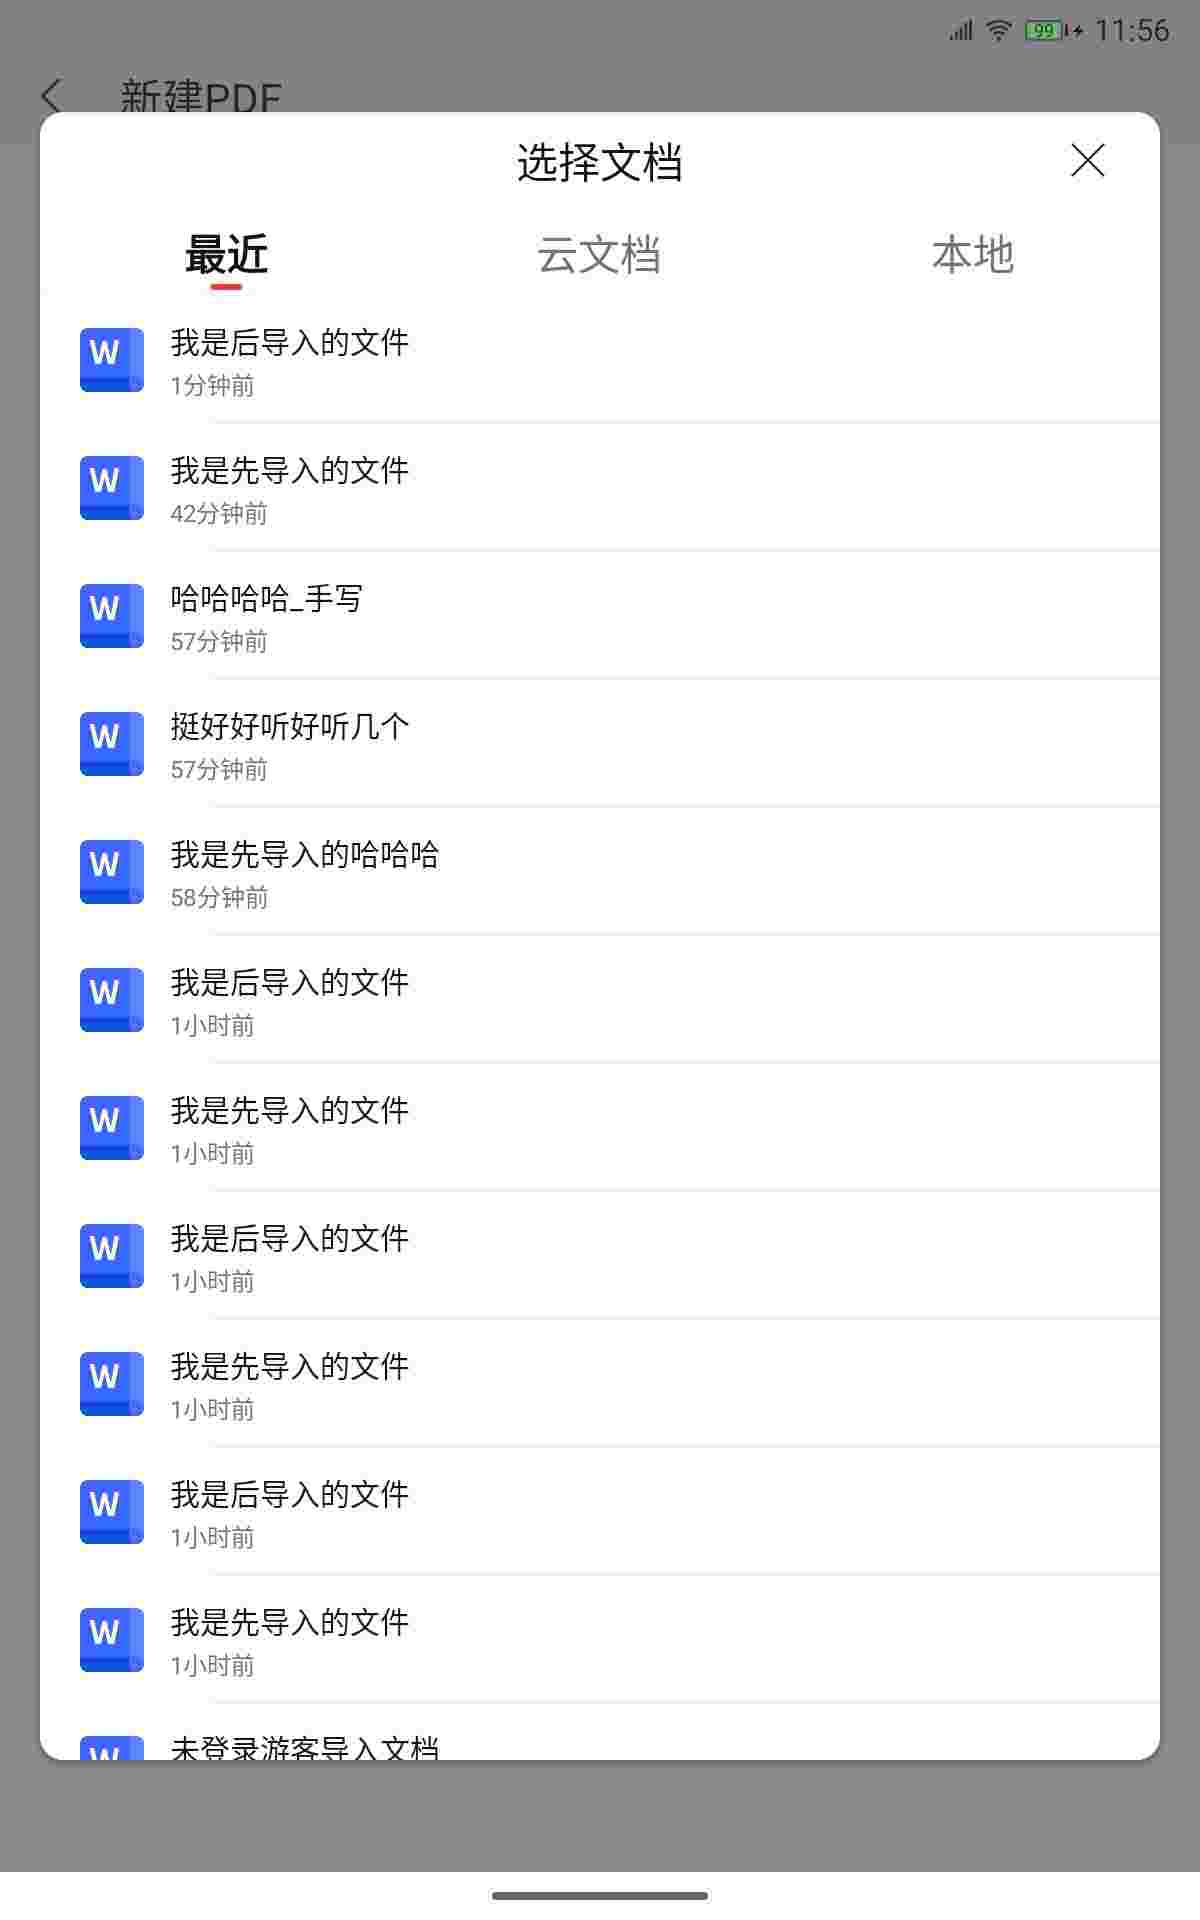 99 11:56
新建PDF
选择文档
最近 云文档 本地
W 我是后导入的文件
1分钟前
W 我是先导入的文件
42分钟前
W 哈哈哈哈_手写
57分钟前
W 挺好好听好听几个
57分钟前
W 我是先导入的哈哈哈
58分钟前
W 我是后导入的文件
1小时前
W 我是先导入的文件
1小时前
W 我是后导入的文件
1小时前
W 我是先导入的文件
1小时前
W 我是后导入的文件
1小时前
W 我是先导入的文件
1小时前
W 未登录游客导入文档